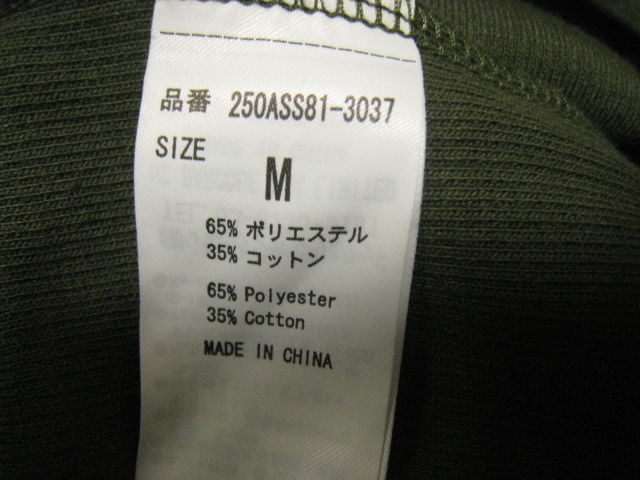 品番 250ASS81-3037
SIZE
M
65% ポリエステル
35% コットン
65% Polyester
35% Cotton
MADE IN CHINA